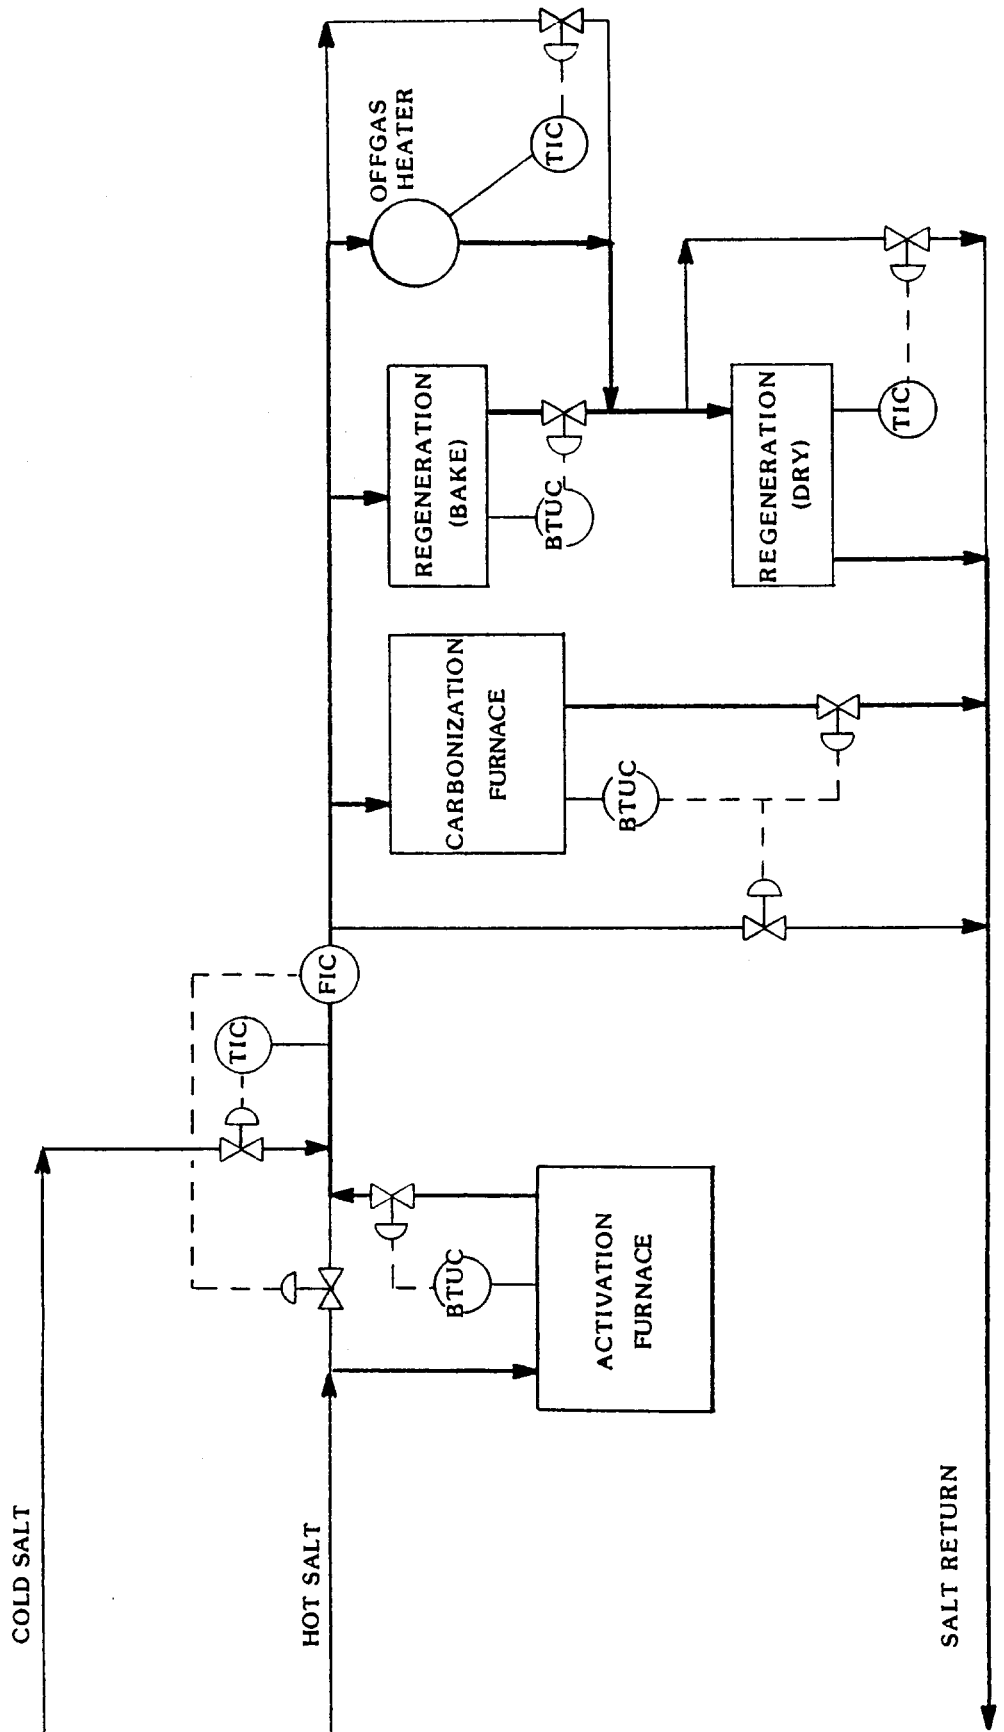 COLD SALT
HOT SALT
SALT RETURN
ACTIVATION
FURNACE
BTUC
TIC
FIC
CARBONIZATION
FURNACE
BTUC
REGENERATION
(BAKE)
BTUC
REGENERATION
(DRY)
TIC
OFFGAS
HEATER
TIC